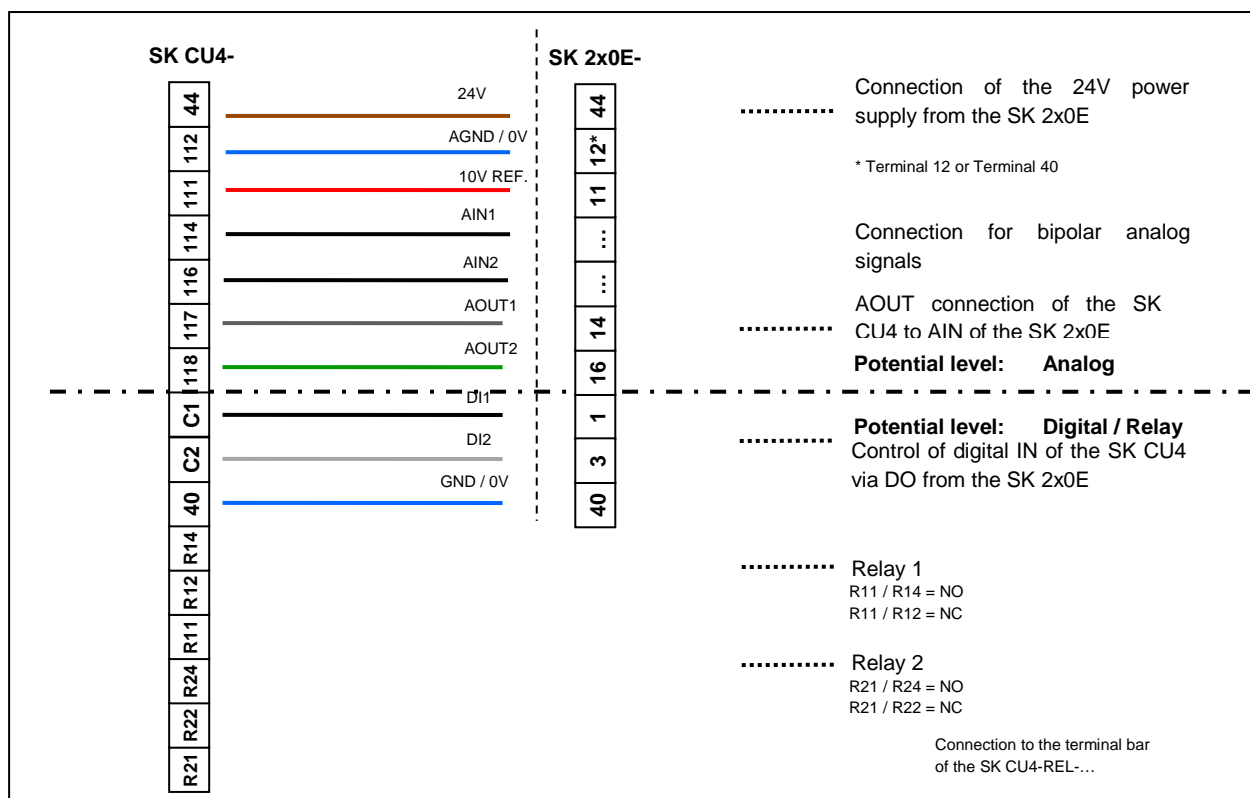 SK CU4-
SK 2x0E-
44
112
111
114
116
117
118
C1
C2
40
R14
R12
R11
R24
R22
R21
24V
AGND / 0V
10V REF.
AIN1
AIN2
AOUT1
AOUT2
DI1
DI2
GND / 0V
44
12*
11
...
...
14
16
1
3
40
Connection of the 24V power
supply from the SK 2x0E
* Terminal 12 or Terminal 40
Connection for bipolar analog
signals
AOUT connection of the SK
CU4 to AIN of the SK 2x0E
Potential level: Analog
Potential level: Digital / Relay
Control of digital IN of the SK CU4
via DO from the SK 2x0E
Relay 1
R11 / R14 = NO
R11 / R12 = NC
Relay 2
R21 / R24 = NO
R21 / R22 = NC
Connection to the terminal bar
of the SK CU4-REL-…